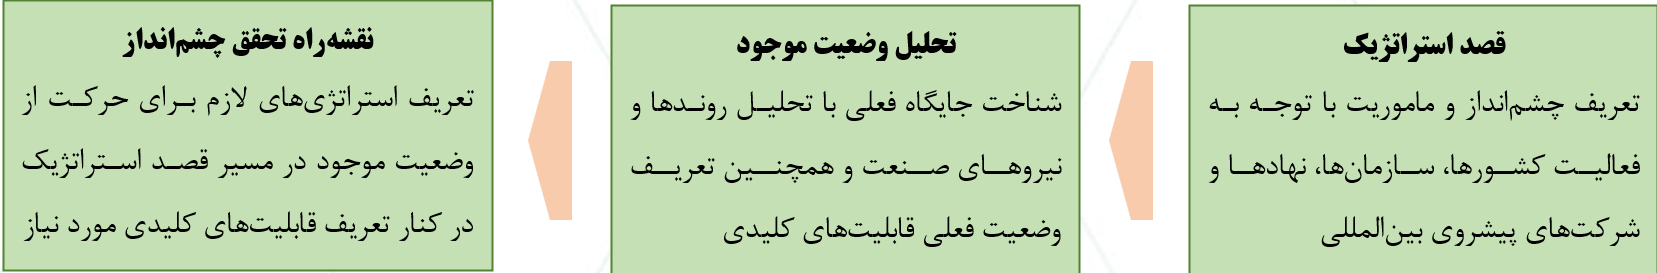 قصد استراتژیک
تعریف چشم‌انداز و ماموریت با توجه به
فعالیت کشورها، سازمان‌ها، نهادها و
شرکت‌های پیشروی بین‌المللی
تحلیل وضعیت موجود
شناخت جایگاه فعلی با تحلیل روندها و
نیروهای صنعت و همچنین تعریف
وضعیت فعلی قابلیت‌های کلیدی
نقشه‌راه تحقق چشم‌انداز
تعریف استراتژی‌های لازم برای حرکت از
وضعیت موجود در مسیر قصد استراتژیک
در کنار تعریف قابلیت‌های کلیدی مورد نیاز